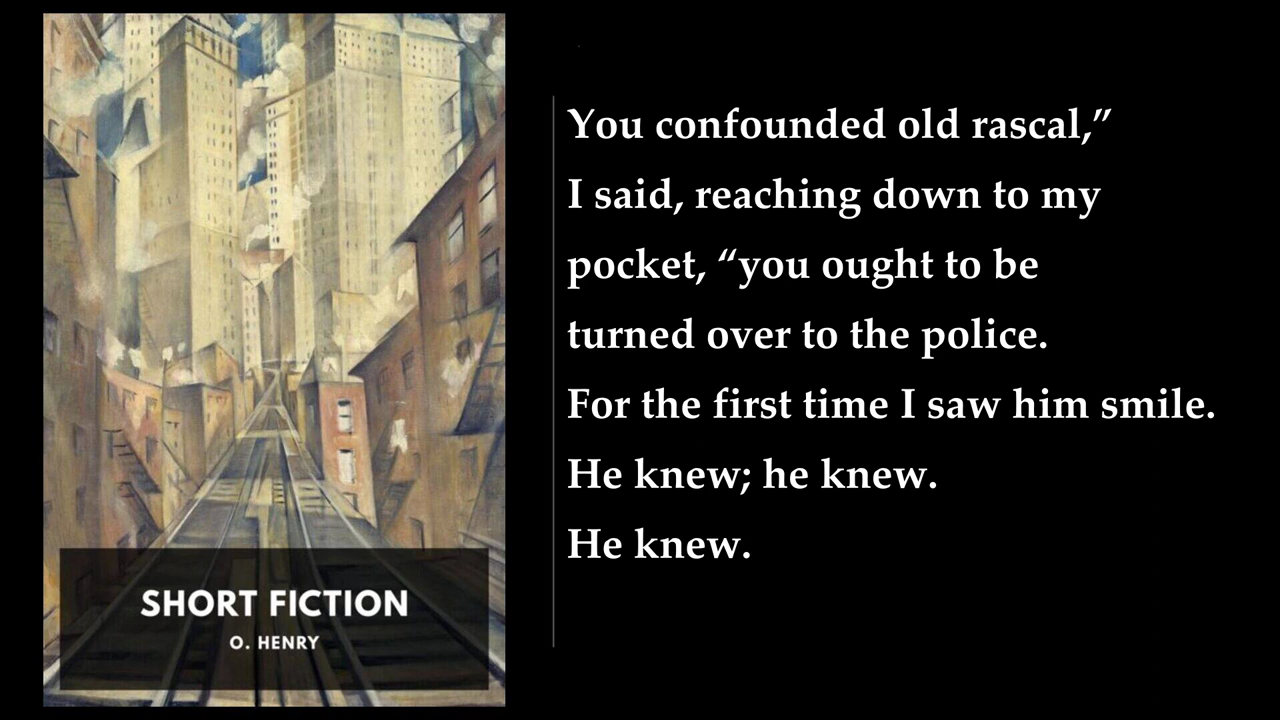 You confounded old rascal,”
I said, reaching down to my
pocket, “you ought to be
turned over to the police.
For the first time I saw him smile.
He knew; he knew.
He knew.
SHORT FICTION
O. HENRY